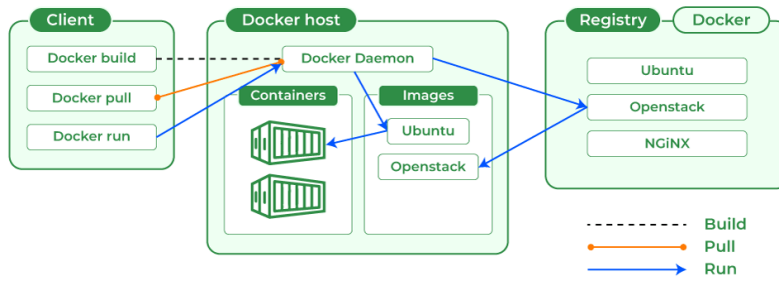 Client
Docker build
Docker pull
Docker run
Docker host
Docker Daemon
Containers
Images
Ubuntu
Openstack
Registry
Docker
Ubuntu
Openstack
NGiNX
Build
Pull
Run